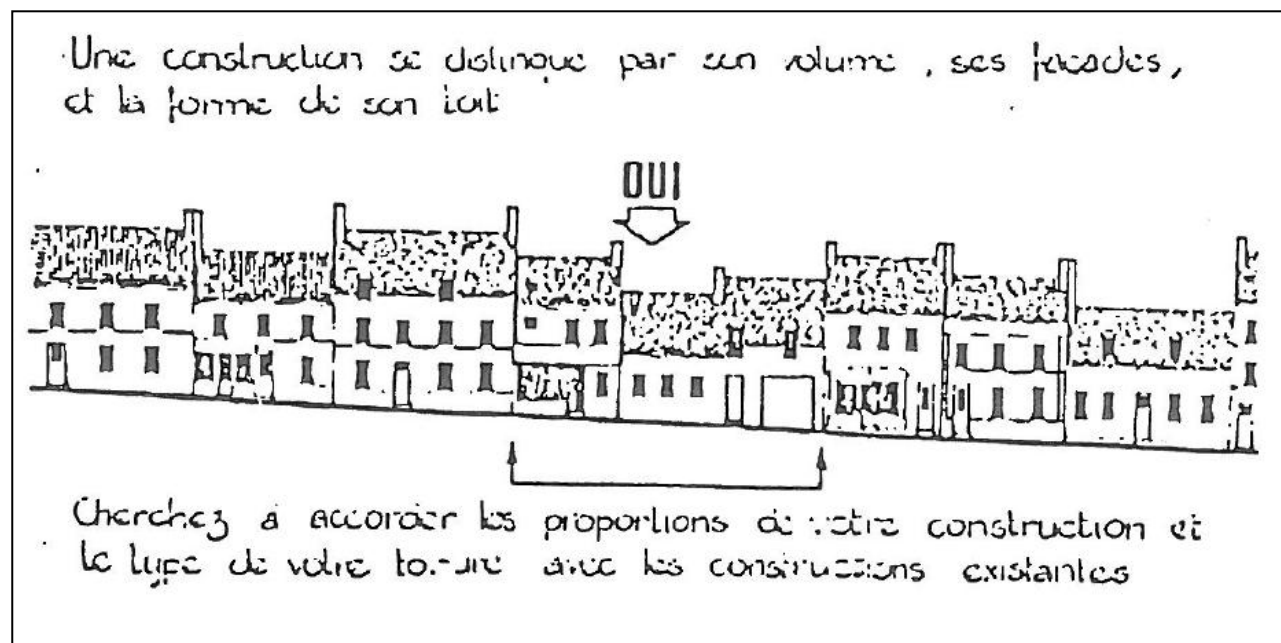 Une construction se distingue par son volume, ses façades,
et la forme de son toit
OUI
Cherchez à accorder les proportions de votre construction et
le type de votre toiture avec les constructions existantes